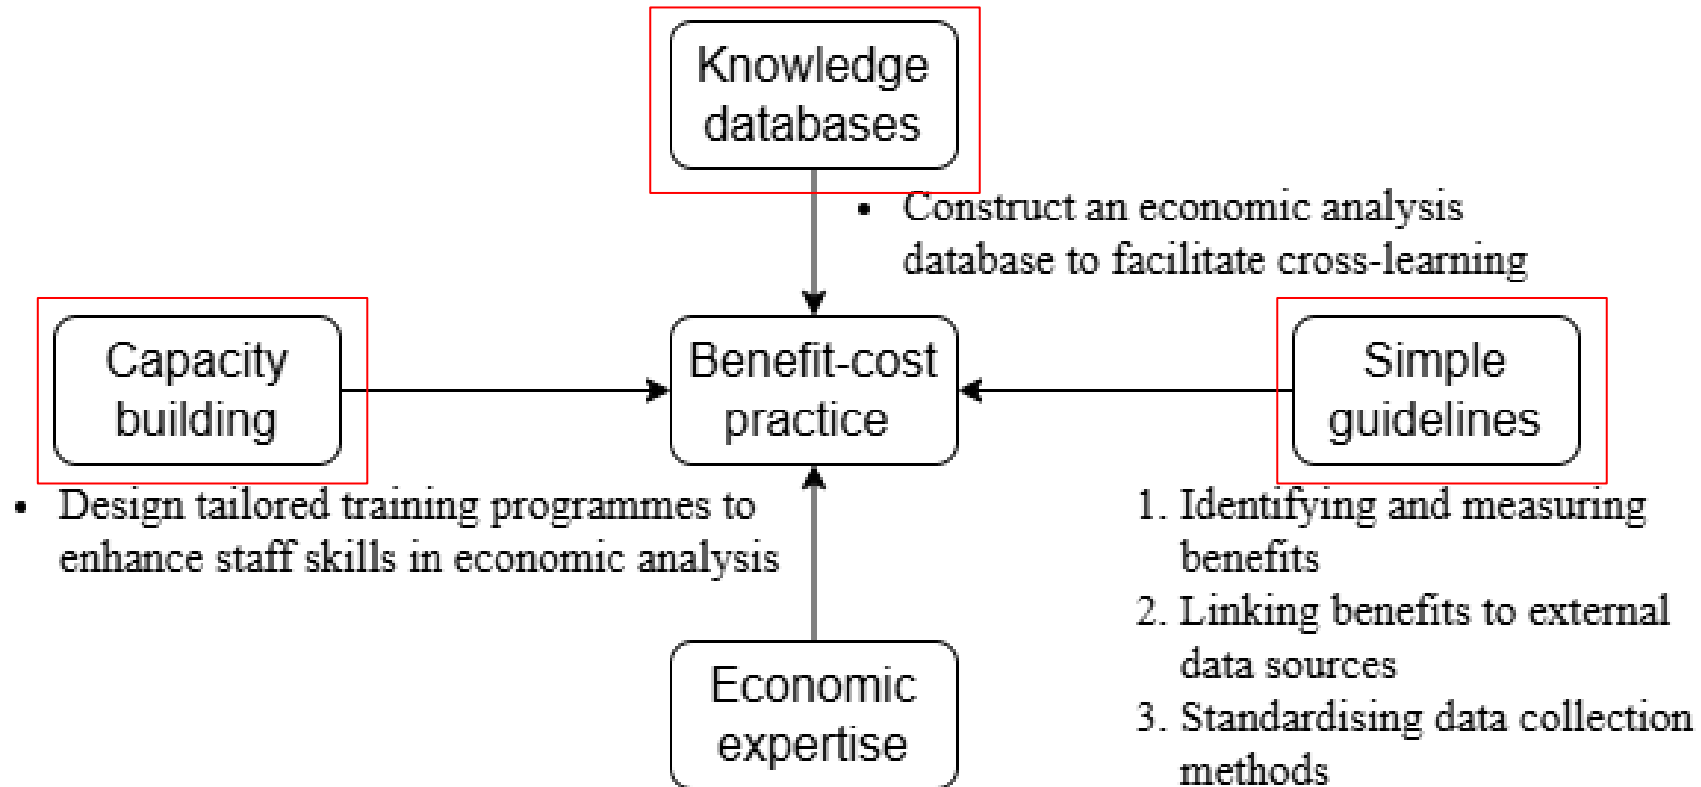 Knowledge
databases
• Construct an economic analysis
database to facilitate cross-learning
Capacity
building
Benefit-cost
practice
Simple
guidelines
• Design tailored training programmes to
enhance staff skills in economic analysis
1. Identifying and measuring
benefits
2. Linking benefits to external
data sources
3. Standardising data collection
methods
Economic
expertise